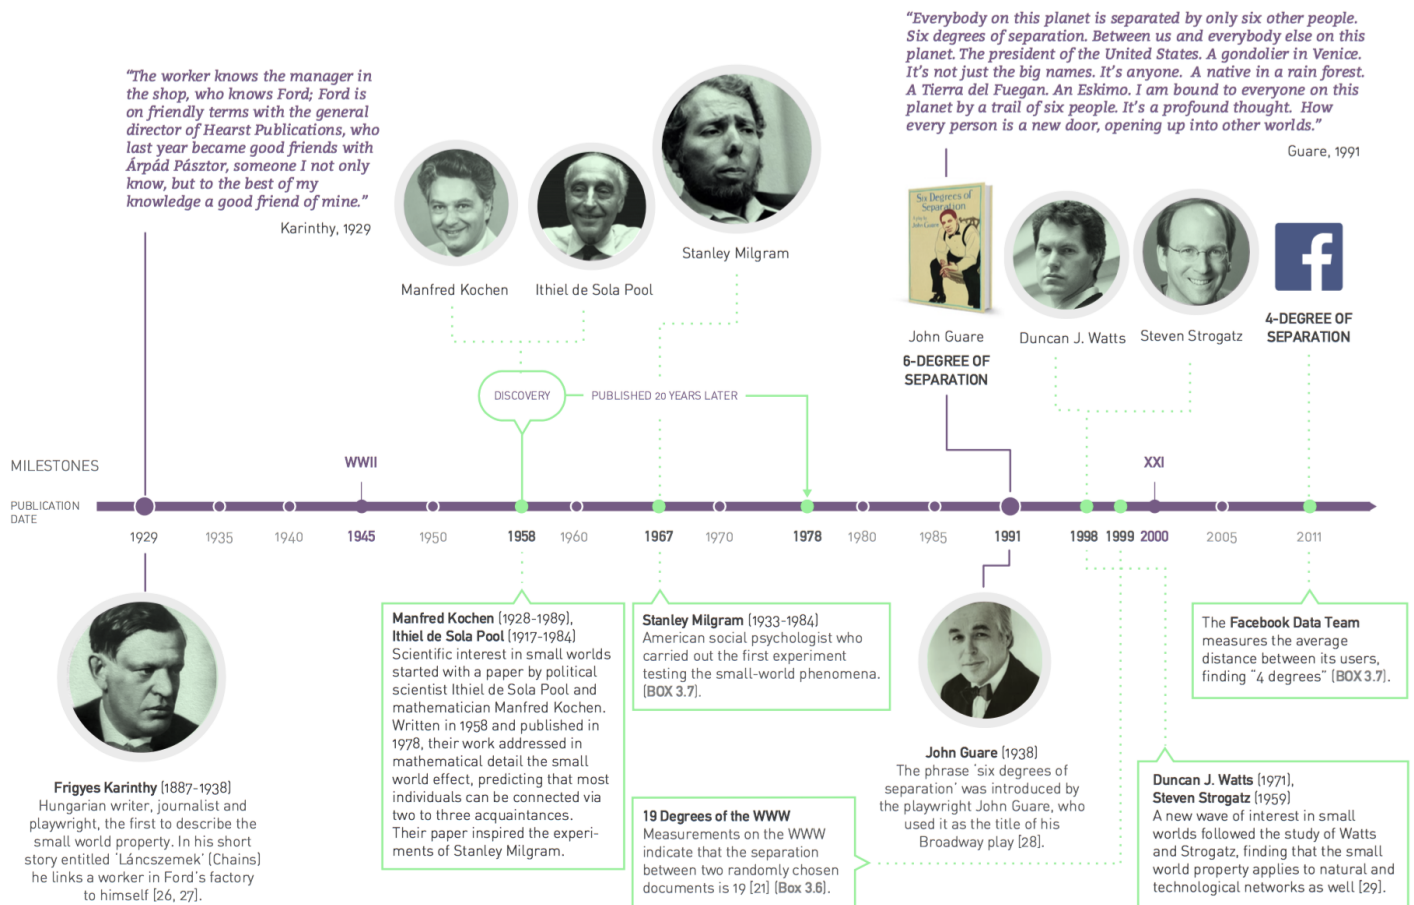 “Everybody on this planet is separated by only six other people.
Six degrees of separation. Between us and everybody else on this
planet. The president of the United States. A gondolier in Venice.
It’s not just the big names. It’s anyone. A native in a rain forest.
A Tierra del Fuegan. An Eskimo. I am bound to everyone on this
planet by a trail of six people. It’s a profound thought. How
every person is a new door, opening up into other worlds.”
Guare, 1991
“The worker knows the manager in
the shop, who knows Ford; Ford is
on friendly terms with the general
director of Hearst Publications, who
last year became good friends with
Árpád Pásztor, someone I not only
know, but to the best of my
knowledge a good friend of mine.”
Karinthy, 1929
Manfred Kochen
Ithiel de Sola Pool
Stanley Milgram
Six Degrees of
Separation
John Guare
John Guare
6-DEGREE OF
SEPARATION
Duncan J. Watts
Steven Strogatz
f
4-DEGREE OF
SEPARATION
DISCOVERY
PUBLISHED 20 YEARS LATER
MILESTONES
WWII
XXI
PUBLICATION
DATE
1929 1935 1940 1945 1950 1958 1960 1967 1970 1978 1980 1985 1991 1998 1999 2000 2005 2011
Frigyes Karinthy (1887-1938)
Hungarian writer, journalist and
playwright, the first to describe the
small world property. In his short
story entitled ‘Láncszemek’ (Chains)
he links a worker in Ford’s factory
to himself [26, 27].
Manfred Kochen (1928-1989),
Ithiel de Sola Pool (1917-1984)
Scientific interest in small worlds
started with a paper by political
scientist Ithiel de Sola Pool and
mathematician Manfred Kochen.
Written in 1958 and published in
1978, their work addressed in
mathematical detail the small
world effect, predicting that most
individuals can be connected via
two to three acquaintances.
Their paper inspired the experi-
ments of Stanley Milgram.
Stanley Milgram (1933-1984)
American social psychologist who
carried out the first experiment
testing the small-world phenomena.
(BOX 3.7).
19 Degrees of the WWW
Measurements on the WWW
indicate that the separation
between two randomly chosen
documents is 19 [21] (Box 3.6).
John Guare (1938)
The phrase ‘six degrees of
separation’ was introduced by
the playwright John Guare, who
used it as the title of his
Broadway play [28].
Duncan J. Watts (1971),
Steven Strogatz (1959)
A new wave of interest in small
worlds followed the study of Watts
and Strogatz, finding that the small
world property applies to natural and
technological networks as well [29].
The Facebook Data Team
measures the average
distance between its users,
finding “4 degrees” (BOX 3.7).